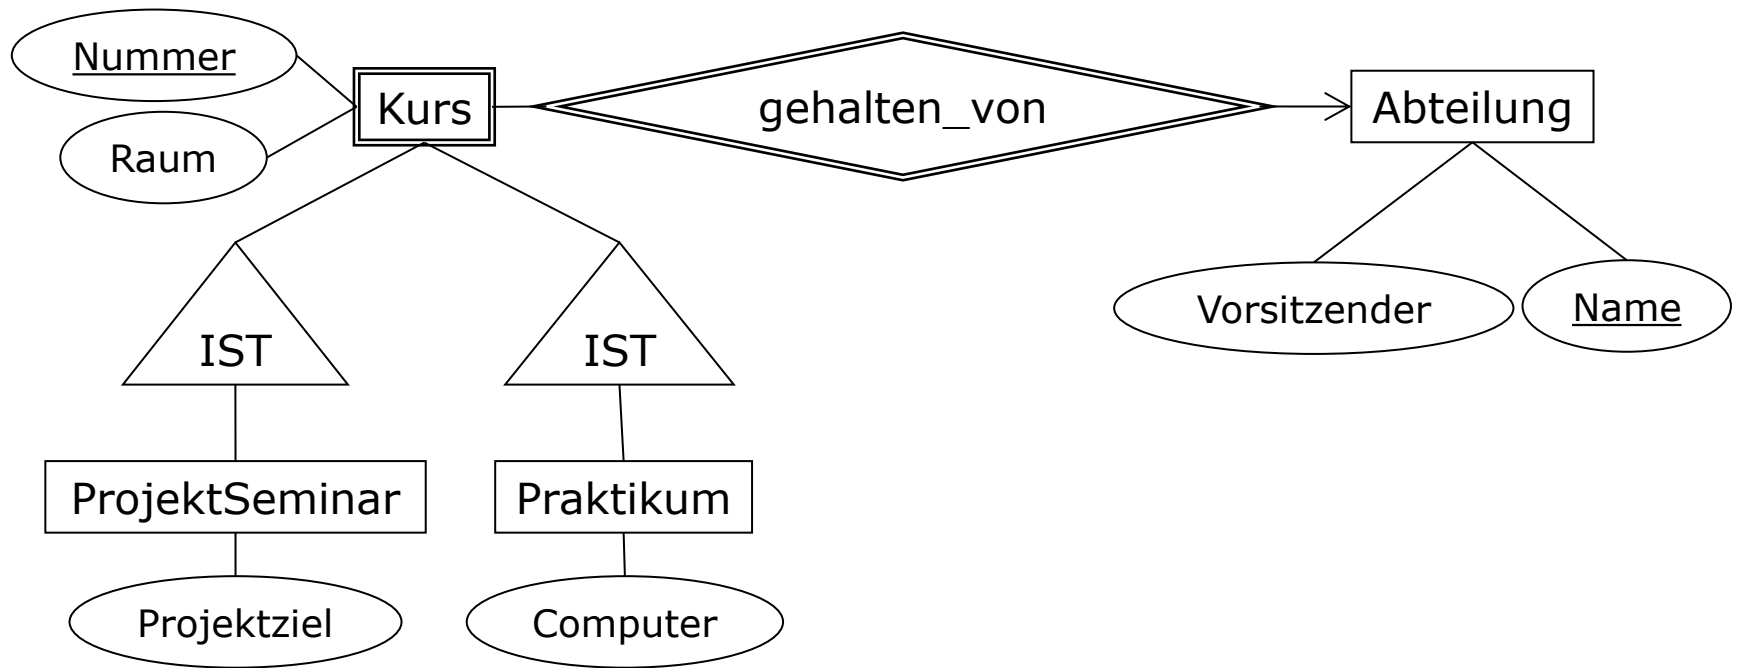 Nummer
Kurs
gehalten_von
Abteilung
Raum
Vorsitzender
Name
IST
IST
ProjektSeminar
Praktikum
Projektziel
Computer